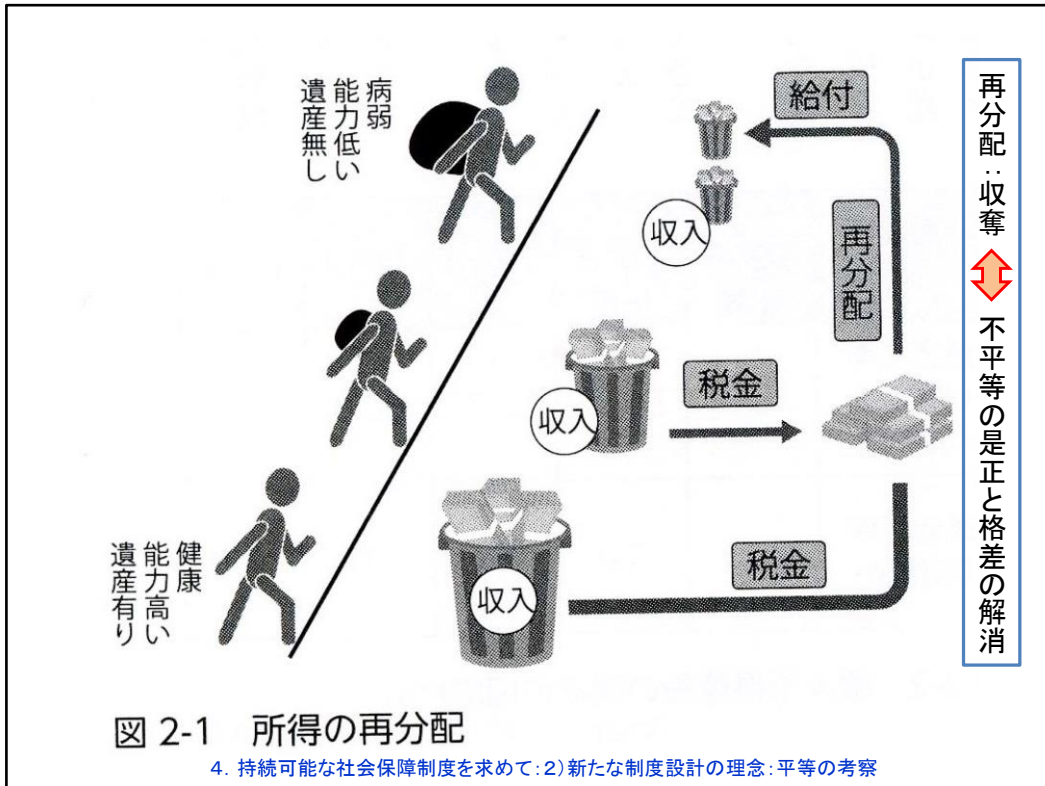 病弱
能力低い
遺産無し
給付
収入
再分配
収入
税金
健康
能力高い
遺産有り
収入
税金
再分配：収奪
不平等の是正と格差の解消
図 2-1 所得の再分配
4. 持続可能な社会保障制度を求めて：2）新たな制度設計の理念：平等の考察